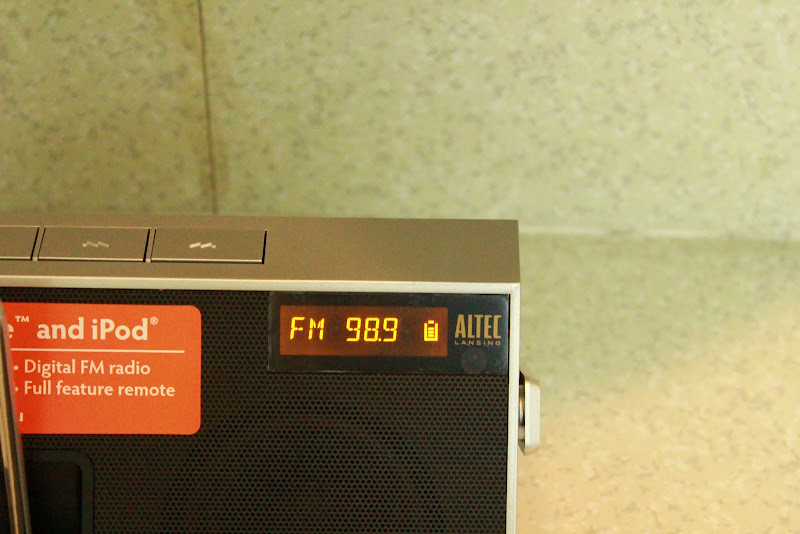 e™ and iPod®
• Digital FM radio
• Full feature remote
u
FM 98.9
ALTEC
LANSING